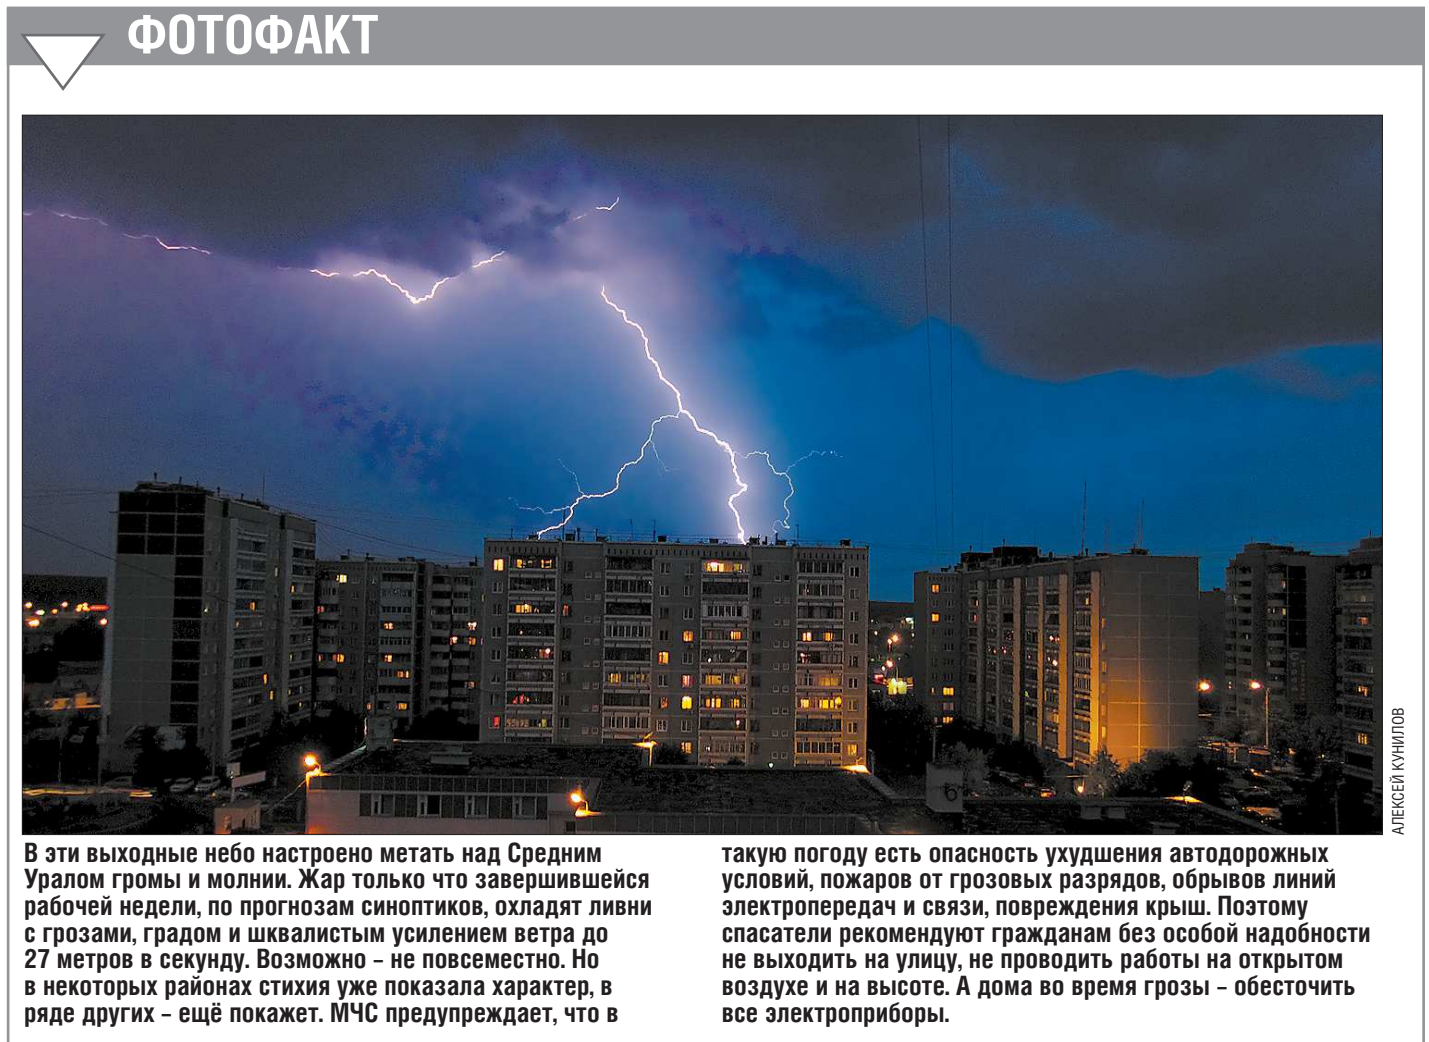 ФОТОФАКТ
АЛЕКСЕЙ КУНИЛОВ
В эти выходные небо настроено метать над Средним
Уралом громы и молнии. Жар только что завершившейся
рабочей недели, по прогнозам синоптиков, охладят ливни
с грозами, градом и шквалистым усилением ветра до
27 метров в секунду. Возможно – не повсеместно. Но
в некоторых районах стихия уже показала характер, в
ряде других – ещё покажет. МЧС предупреждает, что в
такую погоду есть опасность ухудшения автодорожных
условий, пожаров от грозовых разрядов, обрывов линий
электропередач и связи, повреждения крыш. Поэтому
спасатели рекомендуют гражданам без особой надобности
не выходить на улицу, не проводить работы на открытом
воздухе и на высоте. А дома во время грозы – обесточить
все электроприборы.